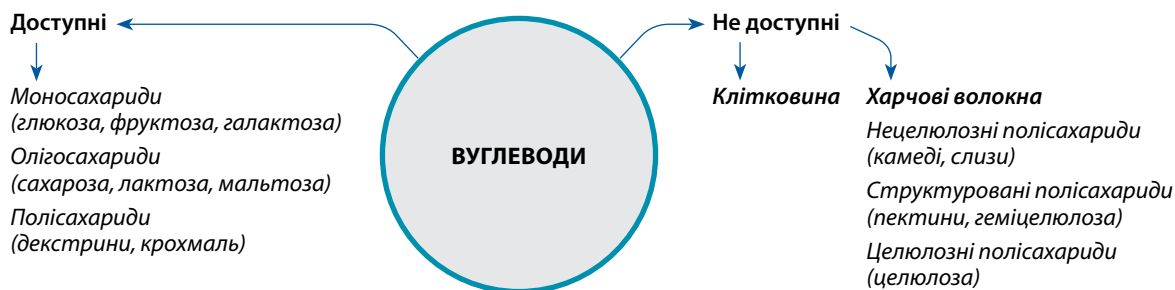 Доступні
Моносахариди
(глюкоза, фруктоза, галактоза)
Олігосахариди
(сахароза, лактоза, мальтоза)
Полісахариди
(декстрини, крохмаль)
ВУГЛЕВОДИ
Не доступні
Клітковина
Харчові волокна
Нецелюлозні полісахариди
(камеді, слизи)
Структуровані полісахариди
(пектини, геміцелюлоза)
Целюлозні полісахариди
(целюлоза)